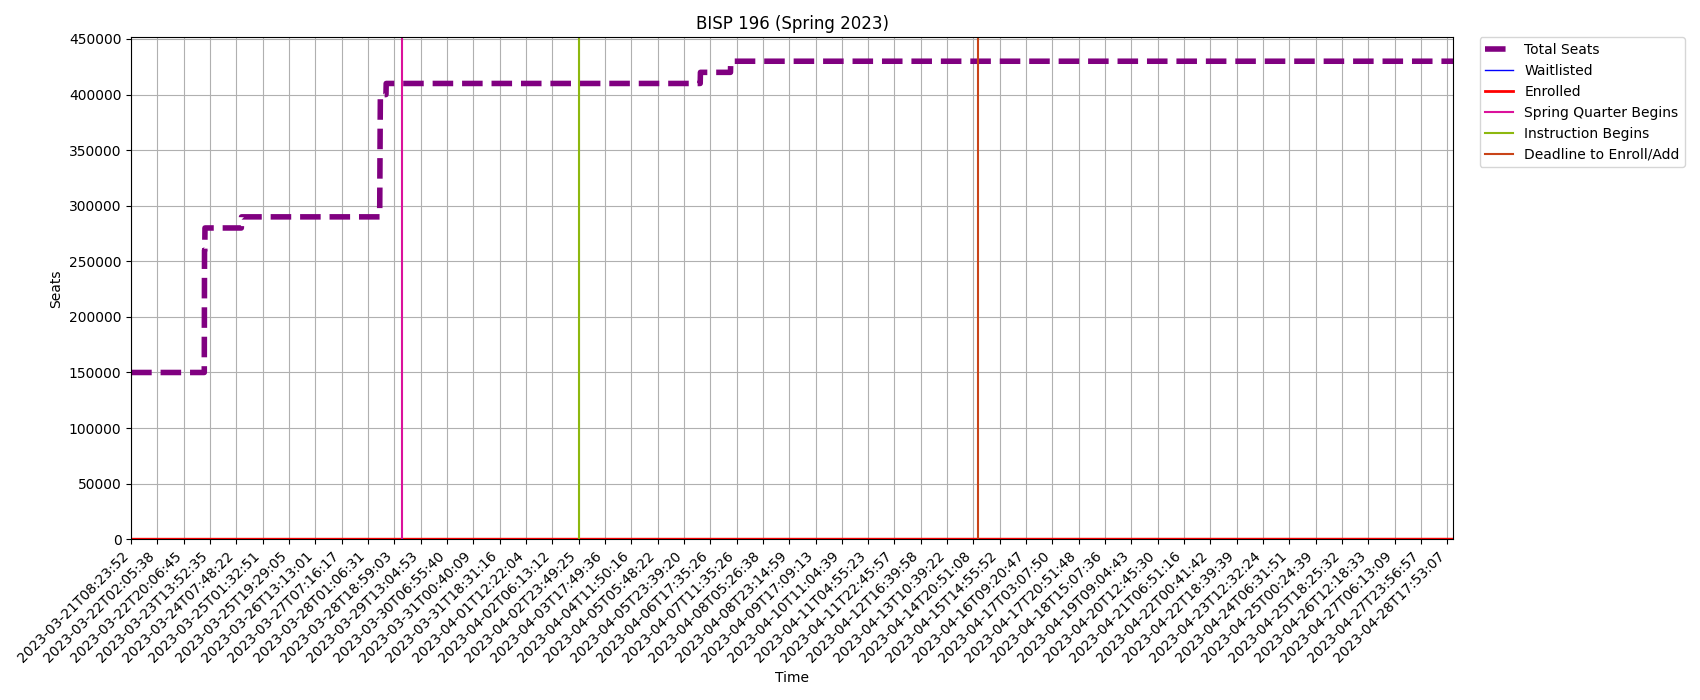 BISP 196 (Spring 2023)
450000
400000
350000
300000
250000
200000
150000
100000
50000
0
Seats
Total Seats
Waitlisted
Enrolled
Spring Quarter Begins
Instruction Begins
Deadline to Enroll/Add
2023-03-21T08:23:52
2023-03-22T02:05:38
2023-03-22T20:06:45
2023-03-23T13:52:35
2023-03-24T07:48:22
2023-03-25T01:32:51
2023-03-25T19:29:05
2023-03-26T13:13:01
2023-03-27T07:16:17
2023-03-28T01:06:31
2023-03-28T18:59:03
2023-03-29T13:04:53
2023-03-30T06:55:40
2023-03-31T00:40:09
2023-03-31T18:31:16
2023-04-01T12:22:04
2023-04-02T06:13:12
2023-04-02T23:49:25
2023-04-03T17:49:36
2023-04-04T11:50:16
2023-04-05T05:48:22
2023-04-05T23:39:20
2023-04-06T17:35:26
2023-04-07T11:35:26
2023-04-08T05:26:38
2023-04-08T23:14:59
2023-04-09T17:09:13
2023-04-10T11:04:39
2023-04-11T04:55:23
2023-04-11T22:45:57
2023-04-12T16:39:58
2023-04-13T10:39:22
2023-04-14T20:51:08
2023-04-15T14:55:52
2023-04-16T09:20:47
2023-04-17T03:07:50
2023-04-17T20:51:48
2023-04-18T15:07:36
2023-04-19T09:04:43
2023-04-20T12:45:30
2023-04-21T06:51:16
2023-04-22T00:41:42
2023-04-22T18:39:39
2023-04-23T12:32:24
2023-04-24T06:31:51
2023-04-25T00:24:39
2023-04-25T18:25:32
2023-04-26T12:18:33
2023-04-27T06:13:09
2023-04-27T23:56:57
2023-04-28T17:53:07
Time